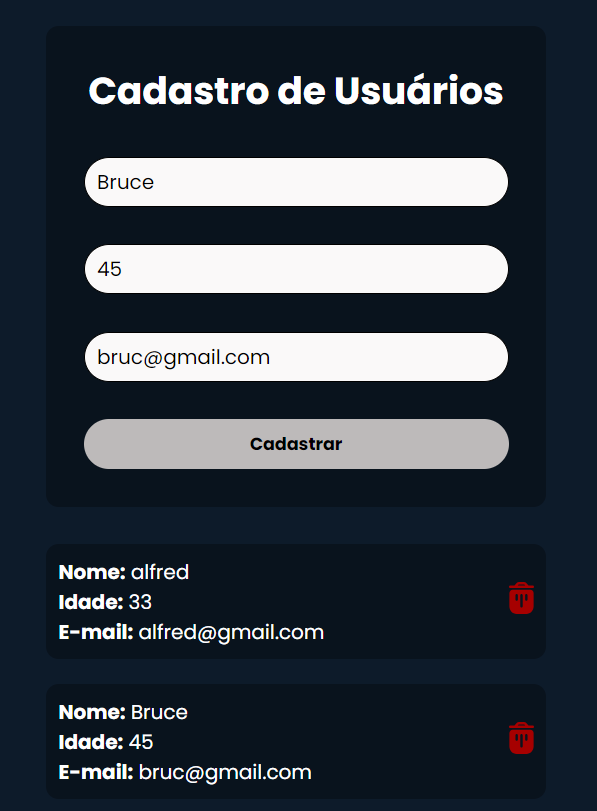 Cadastro de Usuários
Bruce
45
bruc@gmail.com
Cadastrar
Nome: alfred
Idade: 33
E-mail: alfred@gmail.com
Nome: Bruce
Idade: 45
E-mail: bruc@gmail.com